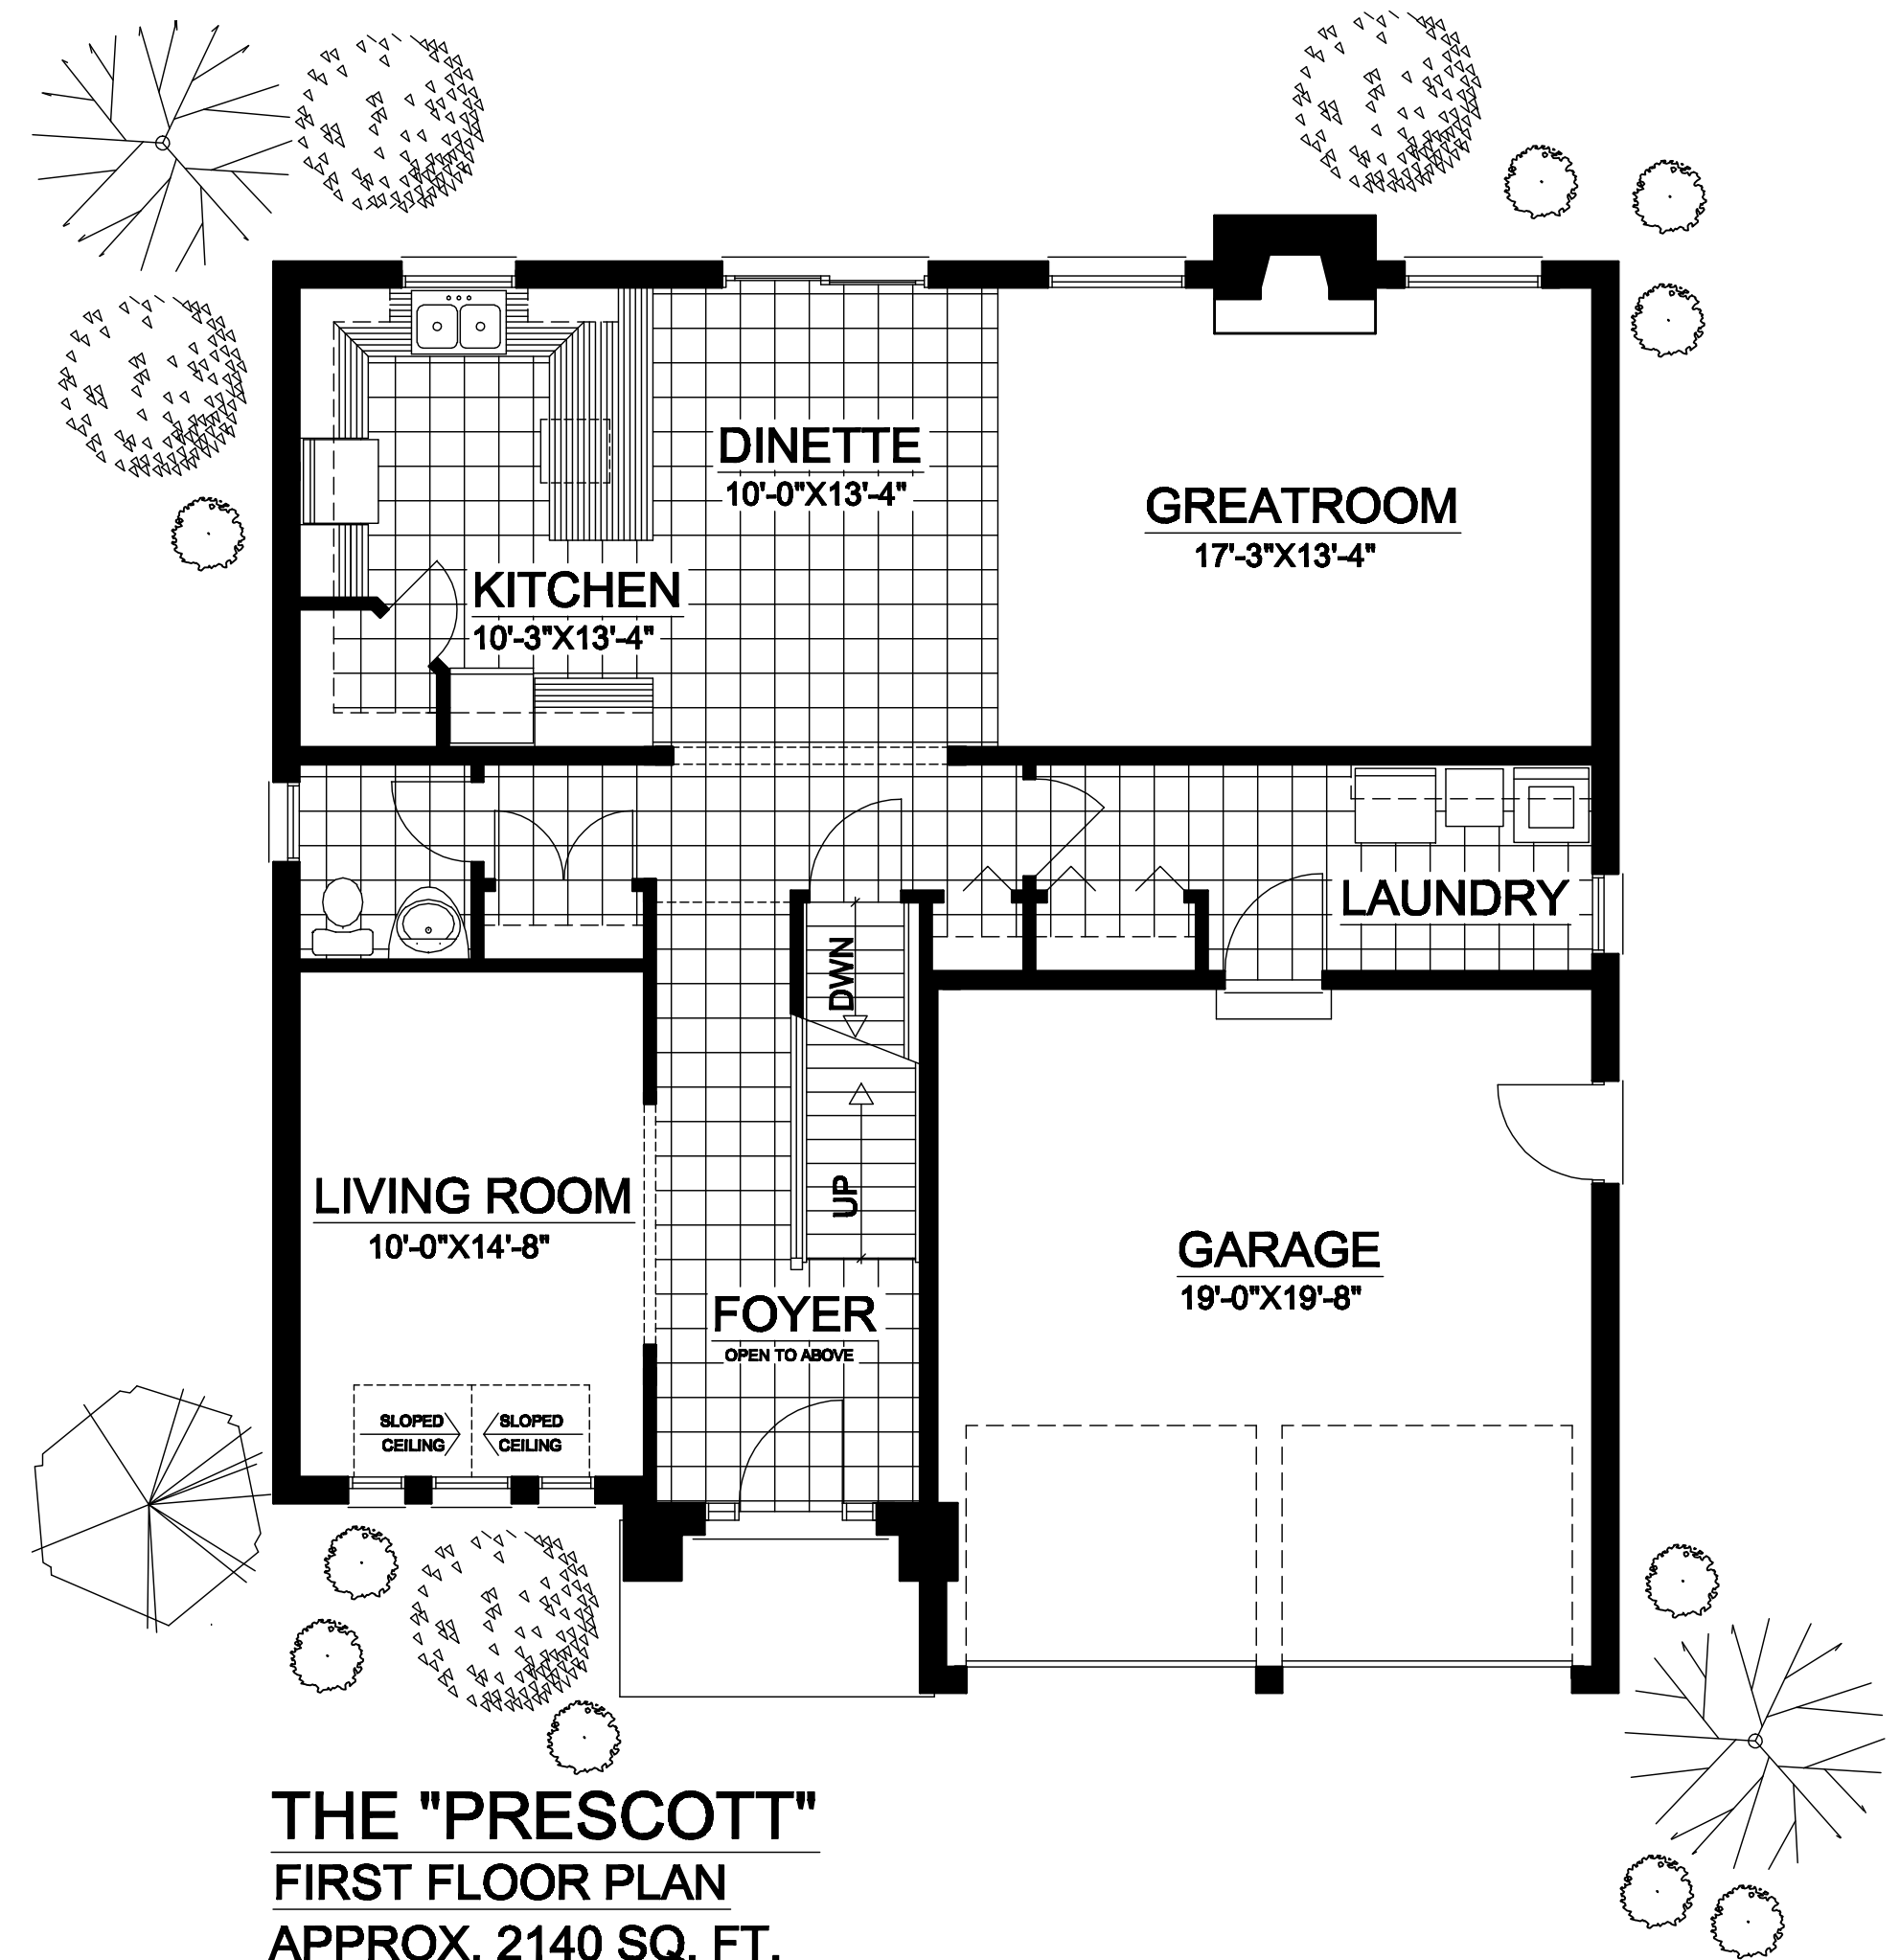 DINETTE
10'-0"X13'-4"
GREATROOM
17'-3"X13'-4"
KITCHEN
10'-3"X13'-4"
LAUNDRY
DWN
UP
LIVING ROOM
10'-0"X14'-8"
GARAGE
19'-0"X19'-8"
FOYER
OPEN TO ABOVE
SLOPED
CEILING
SLOPED
CEILING
THE "PRESCOTT"
FIRST FLOOR PLAN
APPROX. 2140 SQ. FT.